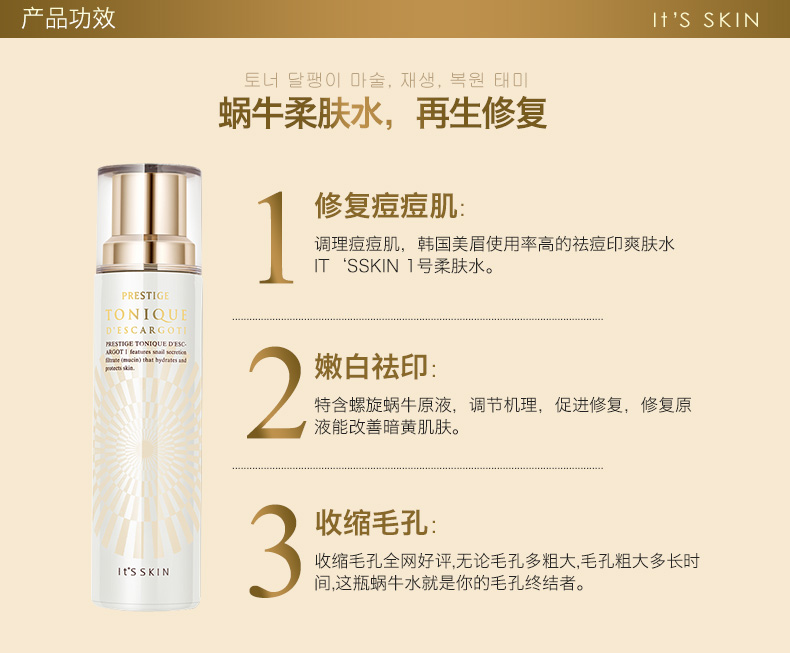 产品功效
It'S SKIN
토너 달팽이 마술, 재생, 복원 태미
蜗牛柔肤水，再生修复
PRESTIGE
TONIQUE
D'ESCARGOT I
PRESTIGE TONIQUE D'ESC-
ARGOT I features snail secretion
filtrate (mucin) that hydrates and
protects skin.
It'S SKIN
1
修复痘痘肌：
调理痘痘肌，韩国美眉使用率高的祛痘印爽肤水
IT‘SSKIN 1号柔肤水。
2
嫩白祛印：
特含螺旋蜗牛原液，调节机理，促进修复，修复原
液能改善暗黄肌肤。
3
收缩毛孔：
收缩毛孔全网好评,无论毛孔多粗大,毛孔粗大多长时
间,这瓶蜗牛水就是你的毛孔终结者。